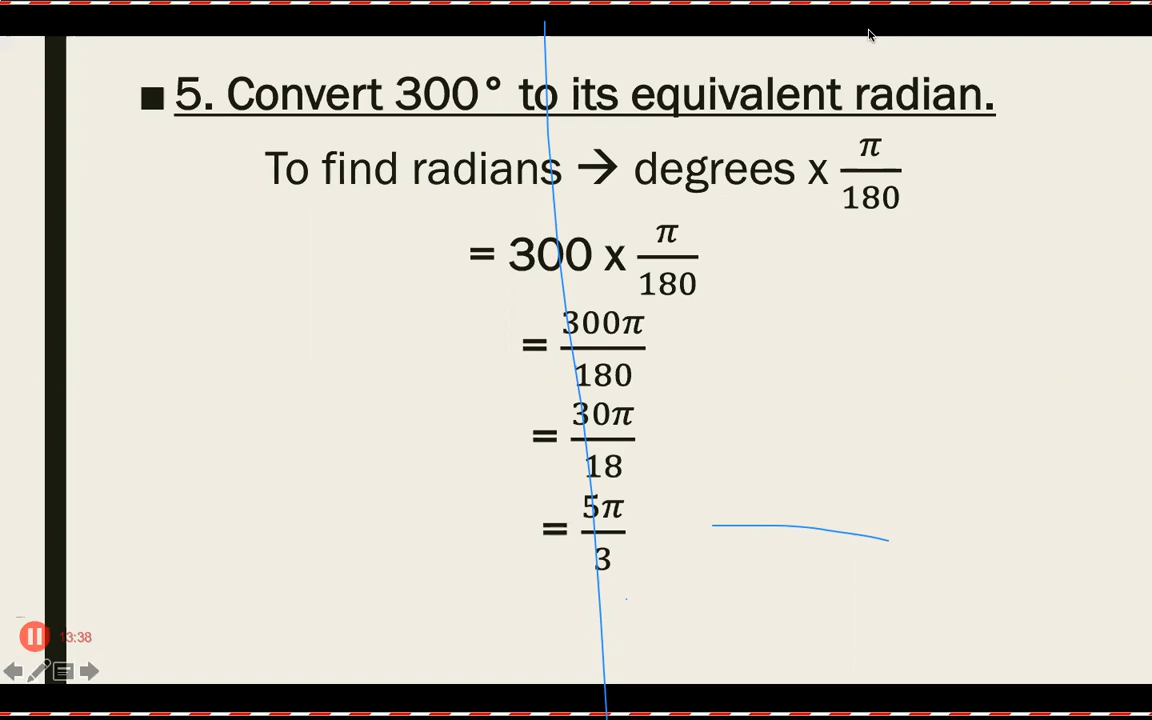 ■ 5. Convert 300° to its equivalent radian.
To find radians → degrees x π/180
= 300 x π/180
= 300π/180
= 30π/18
= 5π/3
13:38